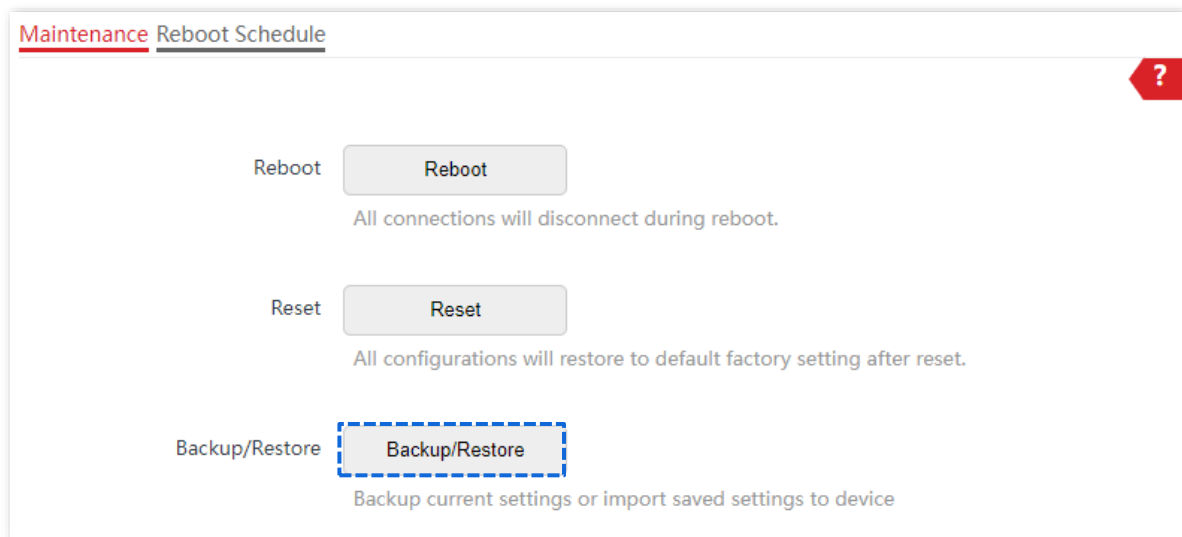 Maintenance Reboot Schedule
?
Reboot Reboot
All connections will disconnect during reboot.
Reset Reset
All configurations will restore to default factory setting after reset.
Backup/Restore Backup/Restore
Backup current settings or import saved settings to device